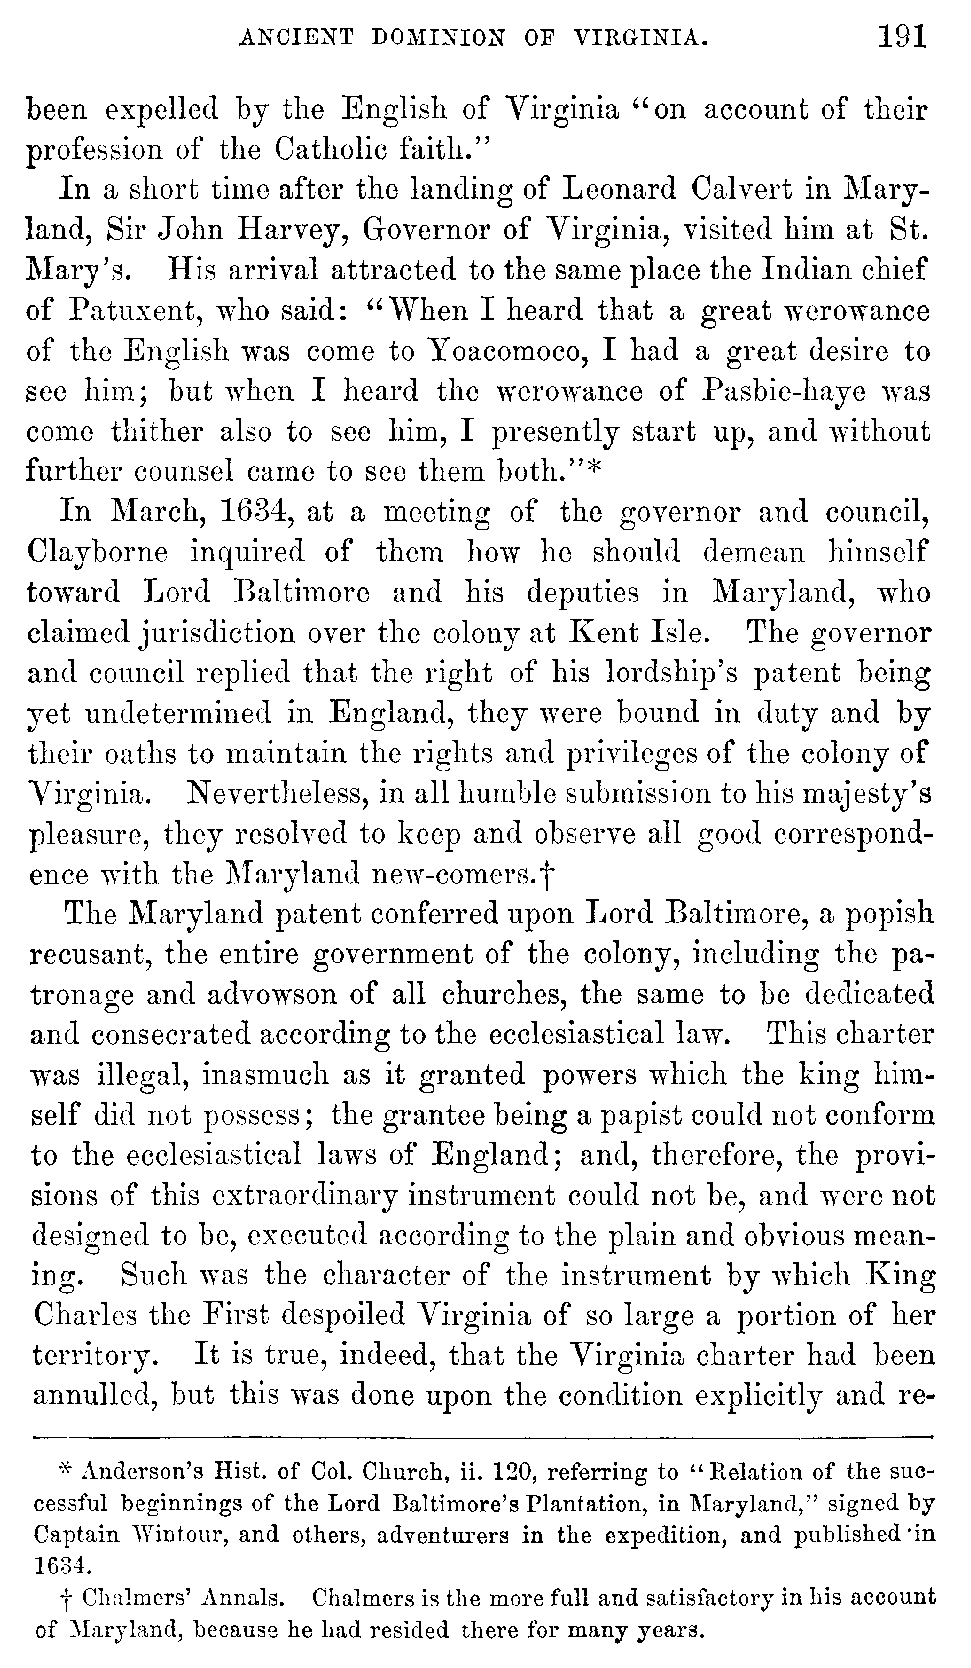 ANCIENT DOMINION OF VIRGINIA. 191
been expelled by the English of Virginia "on account of their
profession of the Catholic faith."
In a short time after the landing of Leonard Calvert in Mary-
land, Sir John Harvey, Governor of Virginia, visited him at St.
Mary's. His arrival attracted to the same place the Indian chief
of Patuxent, who said: "When I heard that a great werowance
of the English was come to Yoacomoco, I had a great desire to
see him; but when I heard the werowance of Pasbie-haye was
come thither also to see him, I presently start up, and without
further counsel came to see them both."*
In March, 1634, at a meeting of the governor and council,
Clayborne inquired of them how he should demean himself
toward Lord Baltimore and his deputies in Maryland, who
claimed jurisdiction over the colony at Kent Isle. The governor
and council replied that the right of his lordship's patent being
yet undetermined in England, they were bound in duty and by
their oaths to maintain the rights and privileges of the colony of
Virginia. Nevertheless, in all humble submission to his majesty's
pleasure, they resolved to keep and observe all good correspond-
ence with the Maryland new-comers.†
The Maryland patent conferred upon Lord Baltimore, a popish
recusant, the entire government of the colony, including the pa-
tronage and advowson of all churches, the same to be dedicated
and consecrated according to the ecclesiastical law. This charter
was illegal, inasmuch as it granted powers which the king him-
self did not possess; the grantee being a papist could not conform
to the ecclesiastical laws of England; and, therefore, the provi-
sions of this extraordinary instrument could not be, and were not
designed to be, executed according to the plain and obvious mean-
ing. Such was the character of the instrument by which King
Charles the First despoiled Virginia of so large a portion of her
territory. It is true, indeed, that the Virginia charter had been
annulled, but this was done upon the condition explicitly and re-
* Anderson's Hist. of Col. Church, ii. 120, referring to "Relation of the suc-
cessful beginnings of the Lord Baltimore's Plantation, in Maryland," signed by
Captain Wintour, and others, adventurers in the expedition, and published in
1634.
† Chalmers' Annals. Chalmers is the more full and satisfactory in his account
of Maryland, because he had resided there for many years.